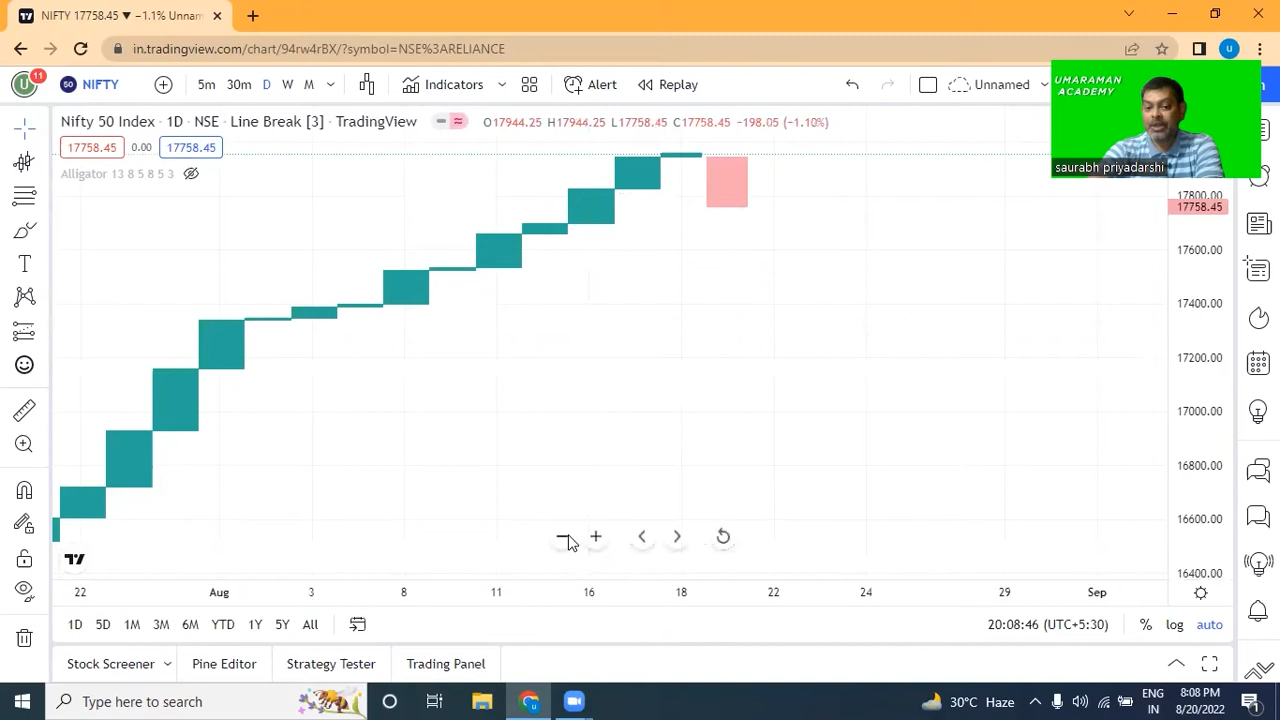 NIFTY 17758.45 ▼ −1.1% Unnam
in.tradingview.com/chart/94rw4rBX/?symbol=NSE%3ARELIANCE
U
U
11
50
NIFTY
5m
30m
D
W
M
Indicators
Alert
Replay
Unnamed
UMARAMAN
ACADEMY
saurabh priyadarshi
Nifty 50 Index · 1D · NSE · Line Break [3] · TradingView
O17944.25 H17944.25 L17758.45 C17758.45 −198.05 (−1.10%)
17758.45
0.00
17758.45
Alligator 13 8 5 8 5 3
17800.00
17758.45
17600.00
17400.00
17200.00
17000.00
16800.00
16600.00
16400.00
22
Aug
3
8
11
16
18
22
24
29
Sep
1D
5D
1M
3M
6M
YTD
1Y
5Y
All
20:08:46 (UTC+5:30)
%
log
auto
Stock Screener
Pine Editor
Strategy Tester
Trading Panel
Type here to search
30°C Haze
ENG
IN
8:08 PM
8/20/2022
1